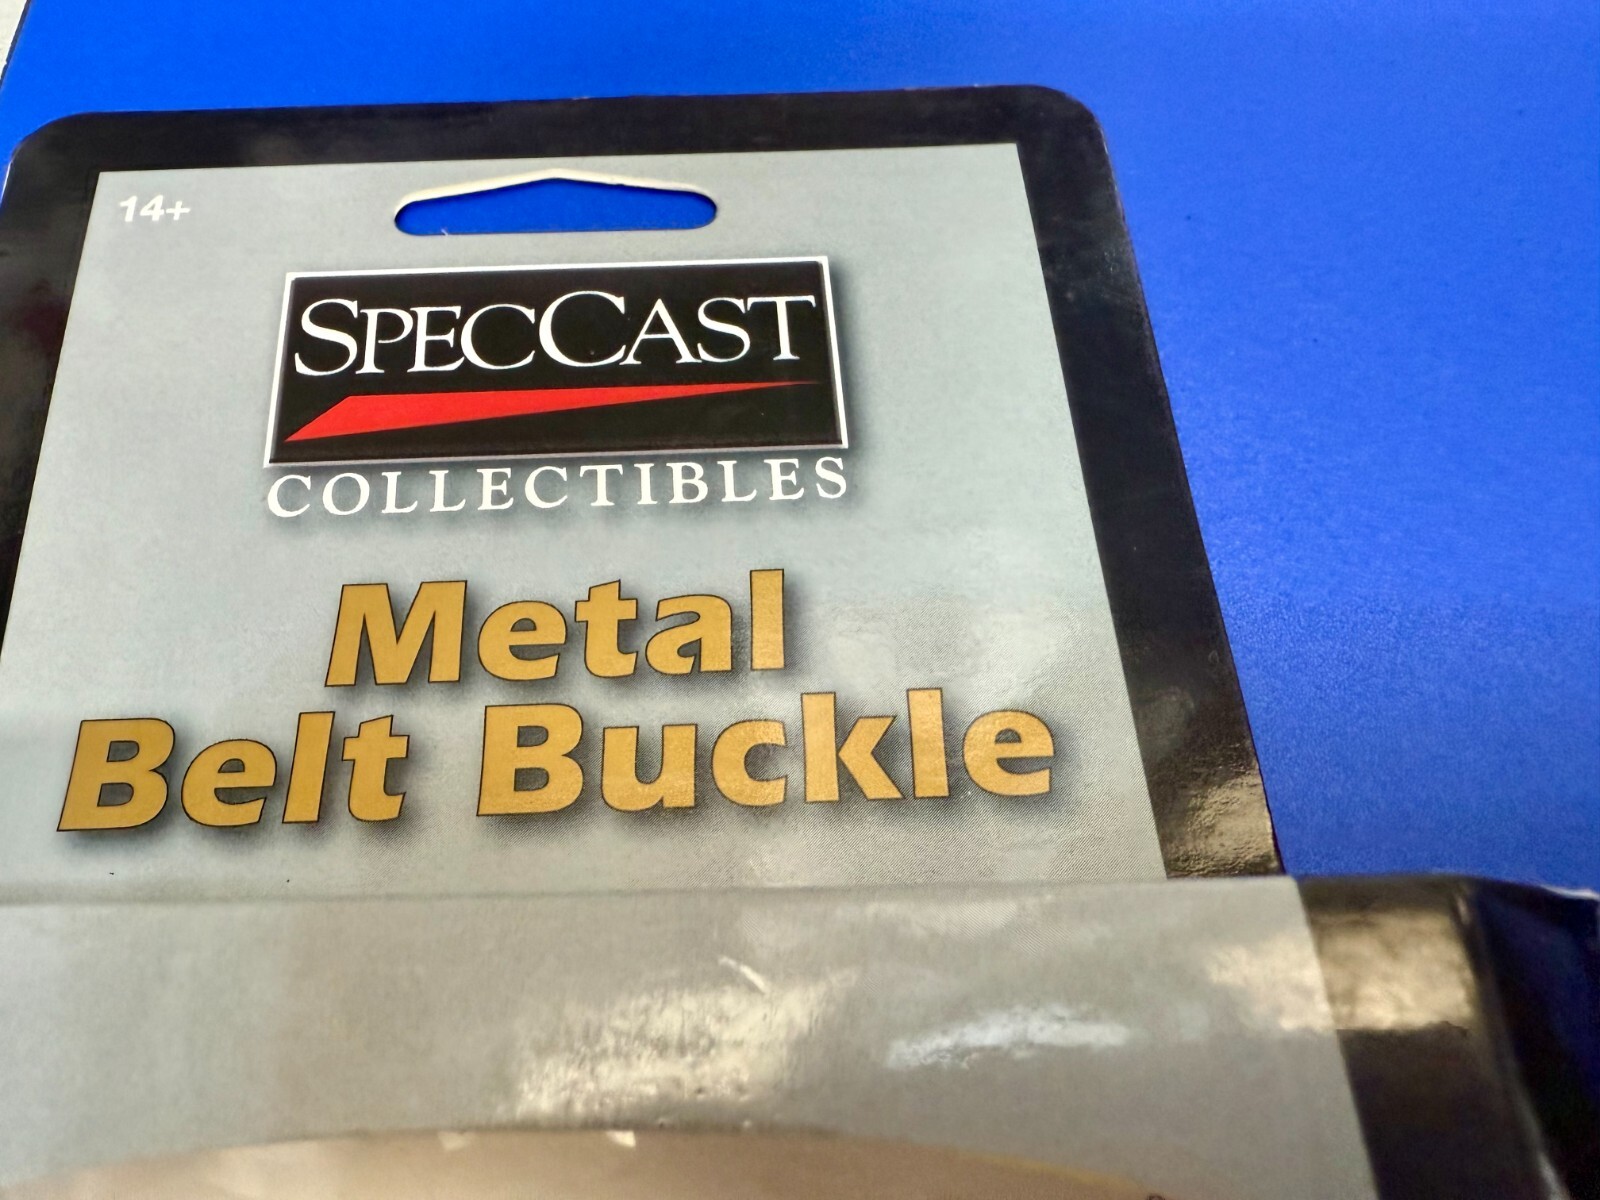 14+
SPECCAST
COLLECTIBLES
Metal
Belt Buckle